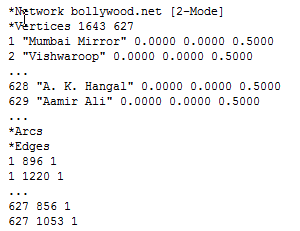 *Network bollywood.net [2-Mode]
*Vertices 1643 627
1 "Mumbai Mirror" 0.0000 0.0000 0.5000
2 "Vishwaroop" 0.0000 0.0000 0.5000
...
628 "A. K. Hangal" 0.0000 0.0000 0.5000
629 "Aamir Ali" 0.0000 0.0000 0.5000
...
*Arcs
*Edges
1 896 1
1 1220 1
...
627 856 1
627 1053 1